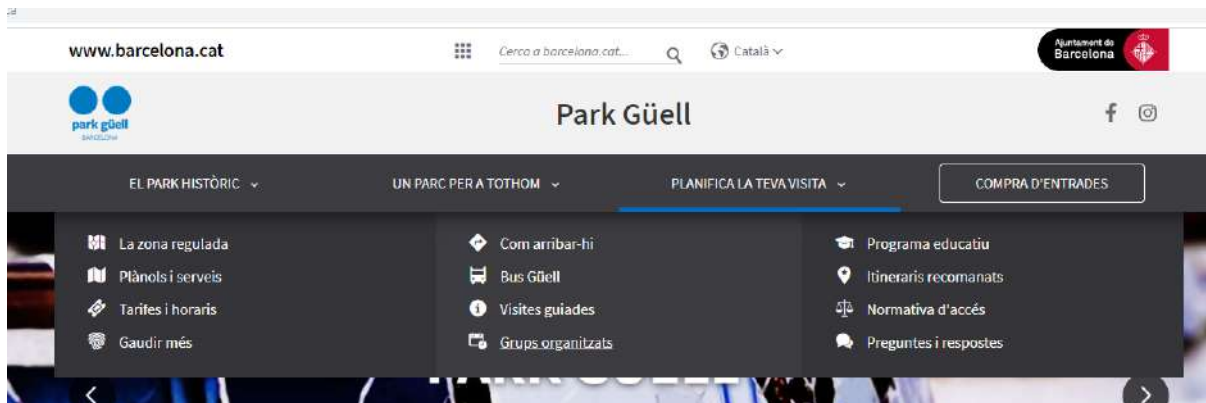 www.barcelona.cat
Cerca a barcelona.cat...
Català
Ajuntament de
Barcelona
park güell
BARCELONA
Park Güell
EL PARK HISTÒRIC
UN PARC PER A TOTHOM
PLANIFICA LA TEVA VISITA
COMPRA D'ENTRADES
La zona regulada
Plànols i serveis
Tarifes i horaris
Gaudir més
Com arribar-hi
Bus Güell
Visites guiades
Grups organitzats
Programa educatiu
Itineraris recomanats
Normativa d'accés
Preguntes i respostes
PARK GÜELL